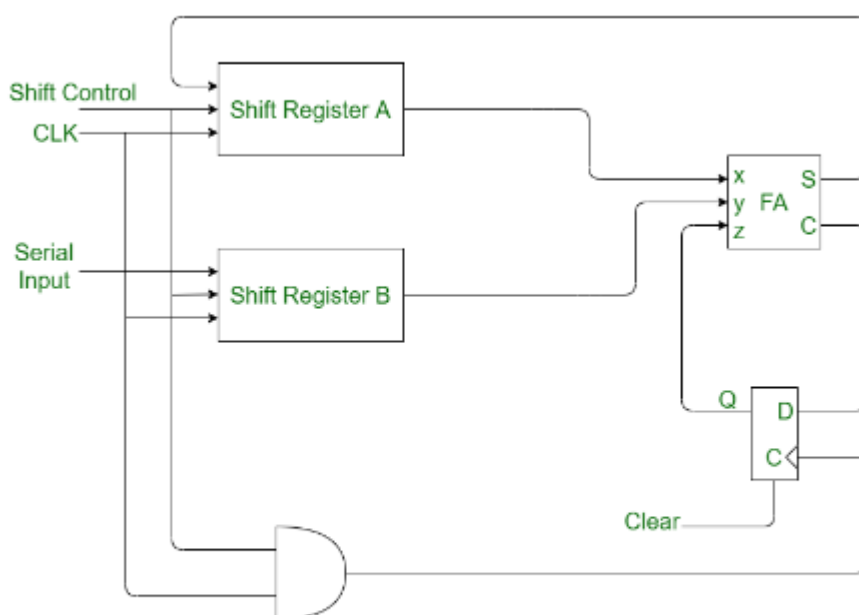 Shift Control
CLK
Shift Register A
x
y
z
FA
S
C
Serial
Input
Shift Register B
Q
D
C
Clear